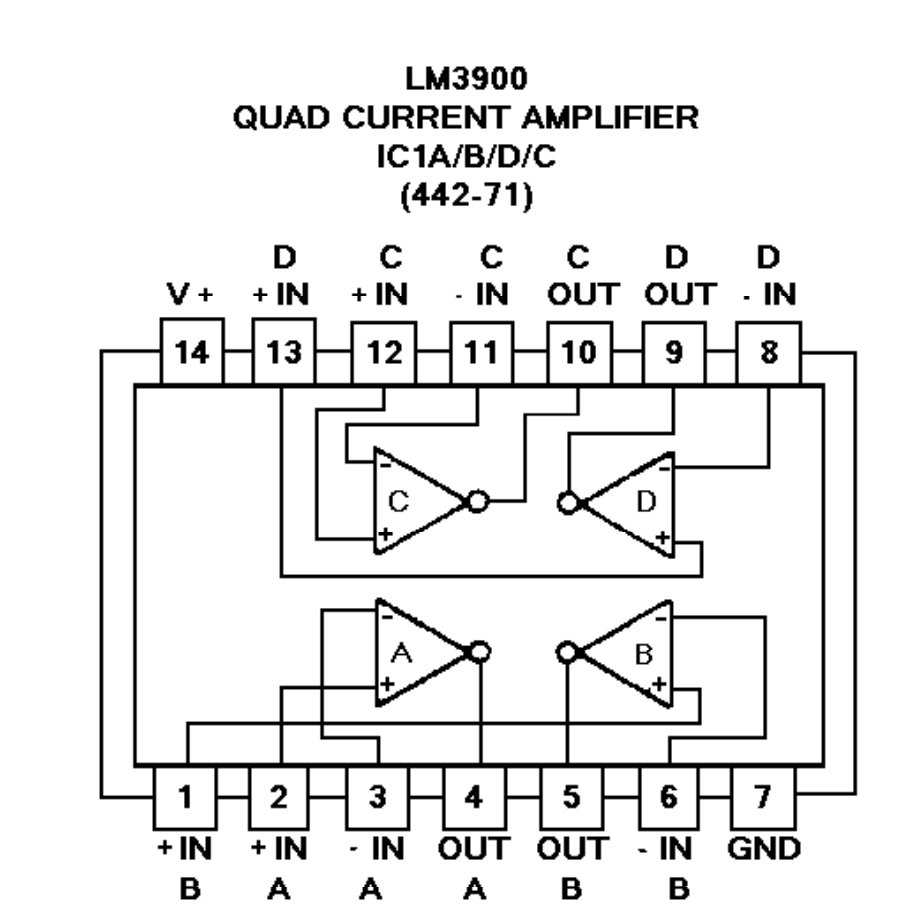 LM3900
QUAD CURRENT AMPLIFIER
IC1A/B/D/C
(442-71)
D C C C D D
V + + IN + IN - IN OUT OUT - IN
14 13 12 11 10 9 8
- -
C D
+ +
- -
A B
+ +
1 2 3 4 5 6 7
+ IN + IN - IN OUT OUT - IN GND
B A A A B B